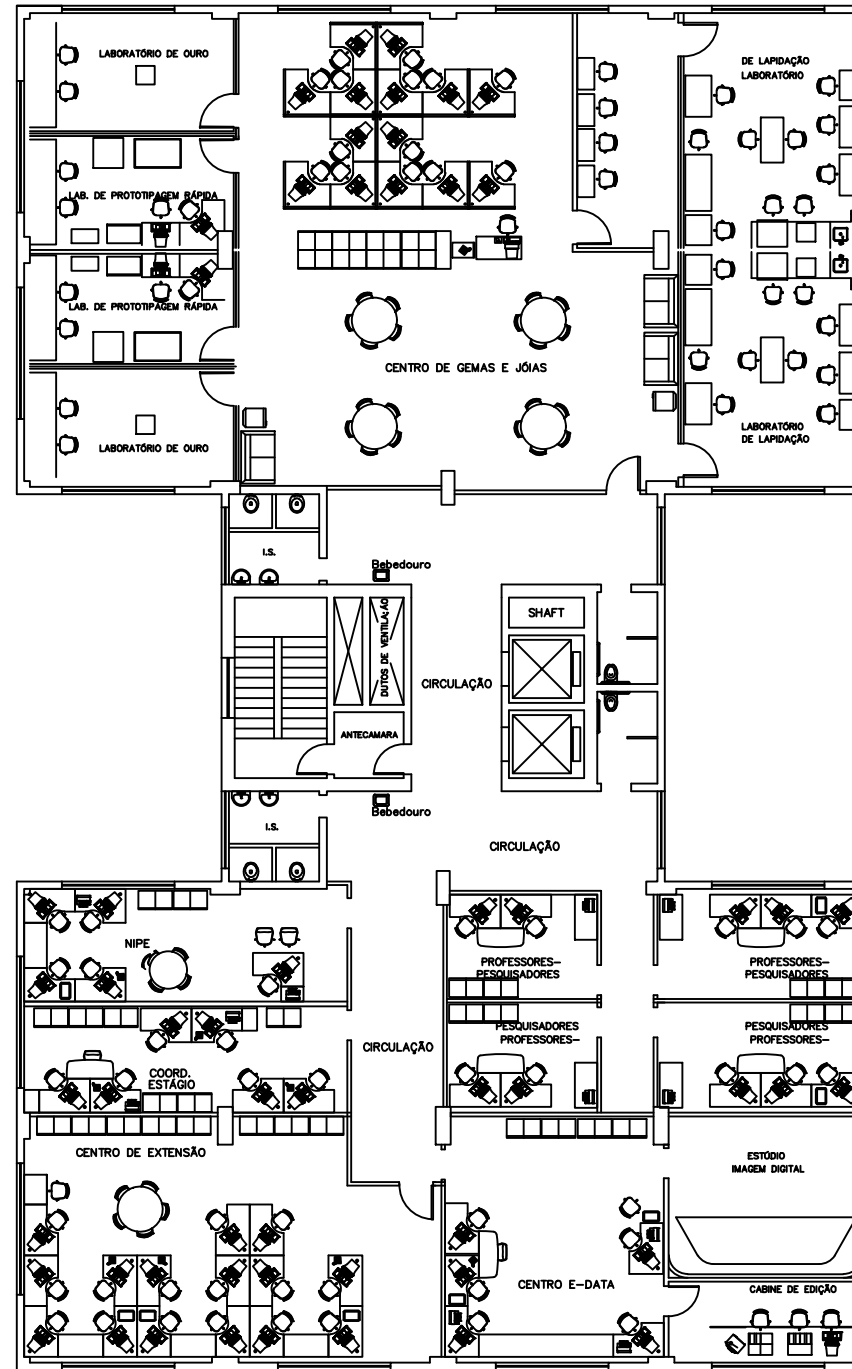 LABORATÓRIO DE OURO
DE LAPIDAÇÃO
LABORATÓRIO
LAB. DE PROTOTIPAGEM RÁPIDA
LAB. DE PROTOTIPAGEM RÁPIDA
CENTRO DE GEMAS E JÓIAS
LABORATÓRIO DE OURO
LABORATÓRIO
DE LAPIDAÇÃO
I.S.
Bebedouro
DUTOS DE VENTILAÇÃO
SHAFT
CIRCULAÇÃO
ANTECAMARA
Bebedouro
I.S.
CIRCULAÇÃO
NIPE
PROFESSORES-
PESQUISADORES
PROFESSORES-
PESQUISADORES
PESQUISADORES
PROFESSORES-
PESQUISADORES
PROFESSORES-
CIRCULAÇÃO
COORD.
ESTÁGIO
CENTRO DE EXTENSÃO
ESTÚDIO
IMAGEM DIGITAL
CENTRO E-DATA
CABINE DE EDIÇÃO